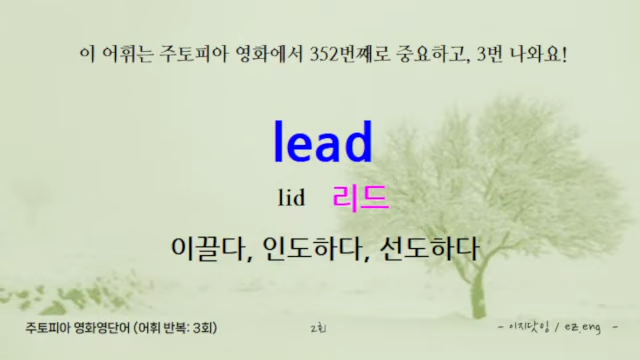 이 어휘는 주토피아 영화에서 352번째로 중요하고, 3번 나와요!
lead
lid 리드
이끌다, 인도하다, 선도하다
주토피아 영화영단어 (어휘 반복: 3회) 2회 - 이지닷잉 / ez.eng -